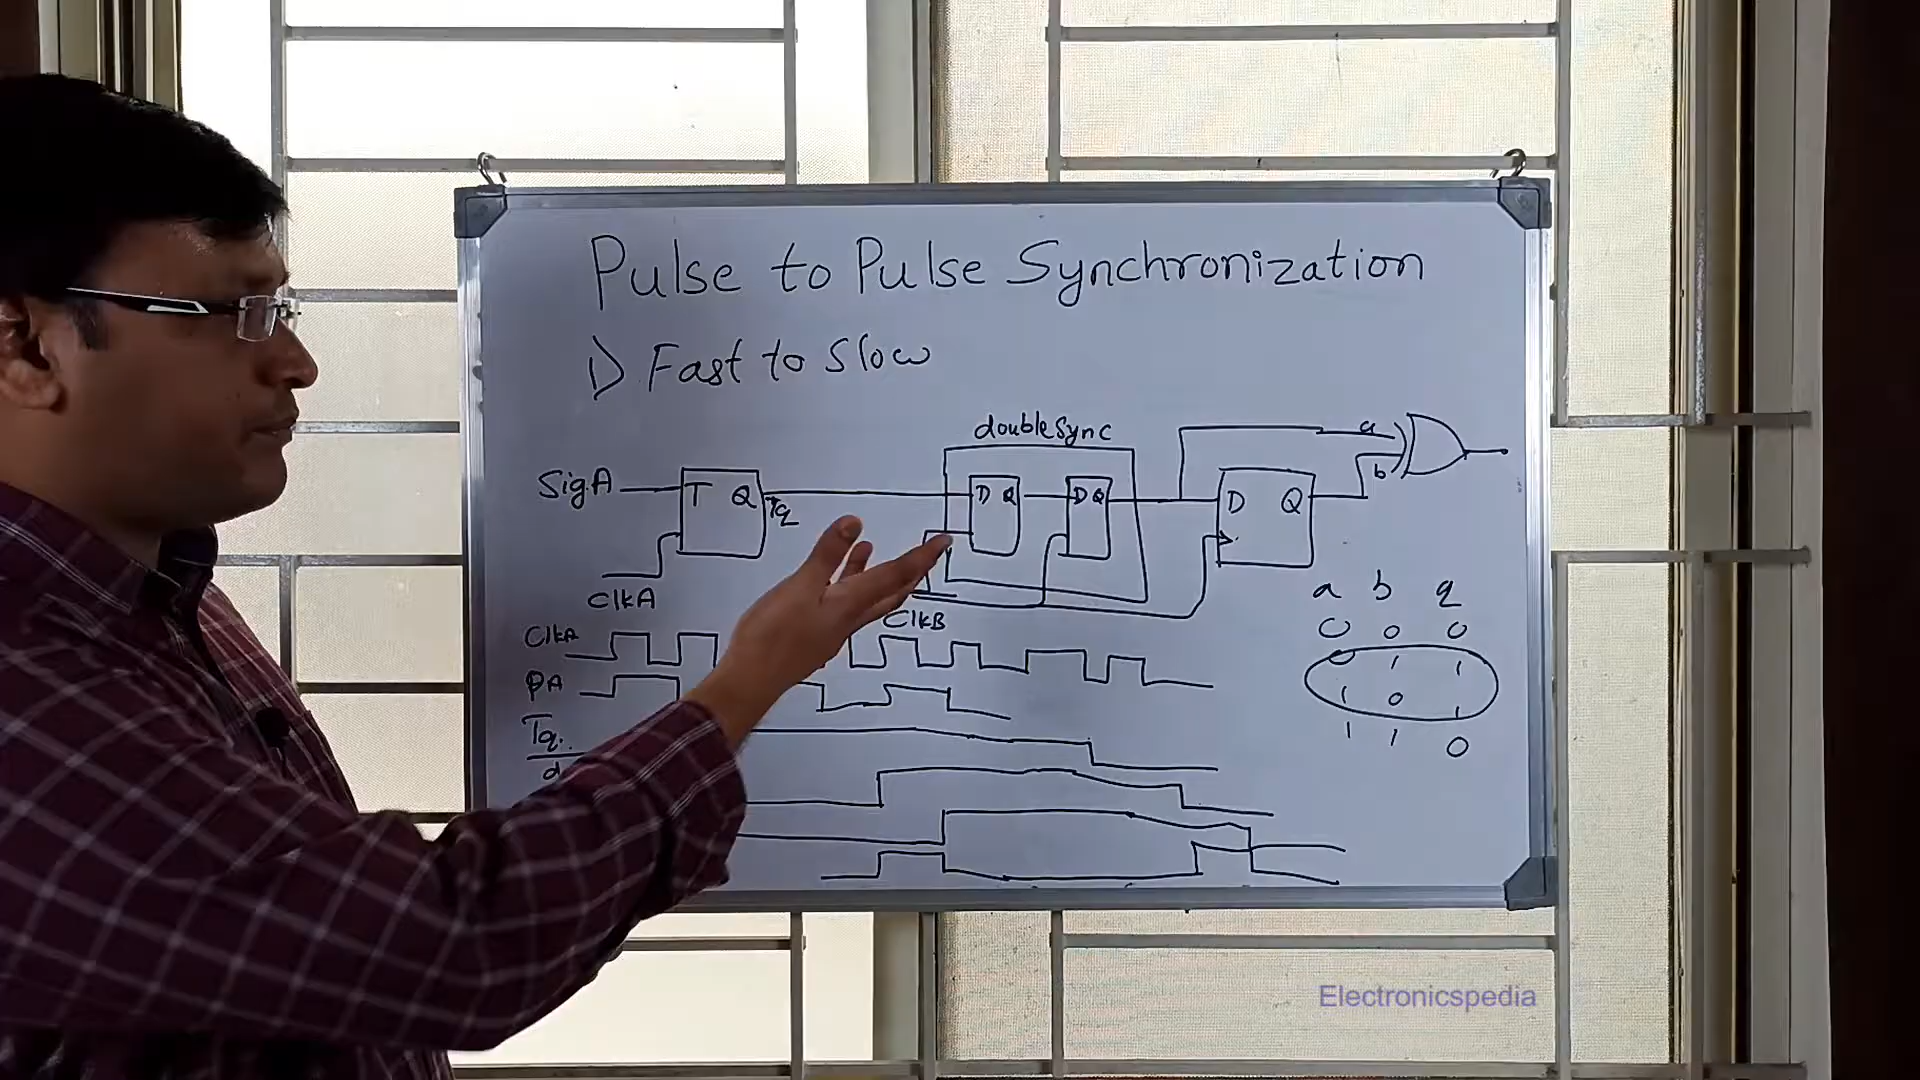 Pulse to Pulse Synchronization
1) Fast to Slow
doubleSync
a
b
Sig.A
T Q
Tq
D Q
D Q
D Q
ClkA
ClkB
a b q
0 0 0
0 1 1
1 0 1
1 1 0
ClkA
PA
Tq.
d
Electronicspedia